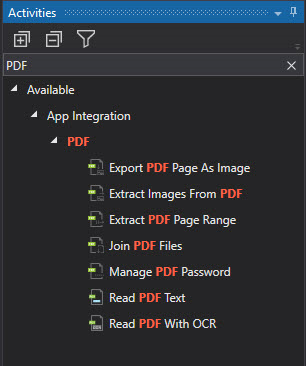 Activities
PDF
Available
App Integration
PDF
Export PDF Page As Image
Extract Images From PDF
Extract PDF Page Range
Join PDF Files
Manage PDF Password
Read PDF Text
Read PDF With OCR